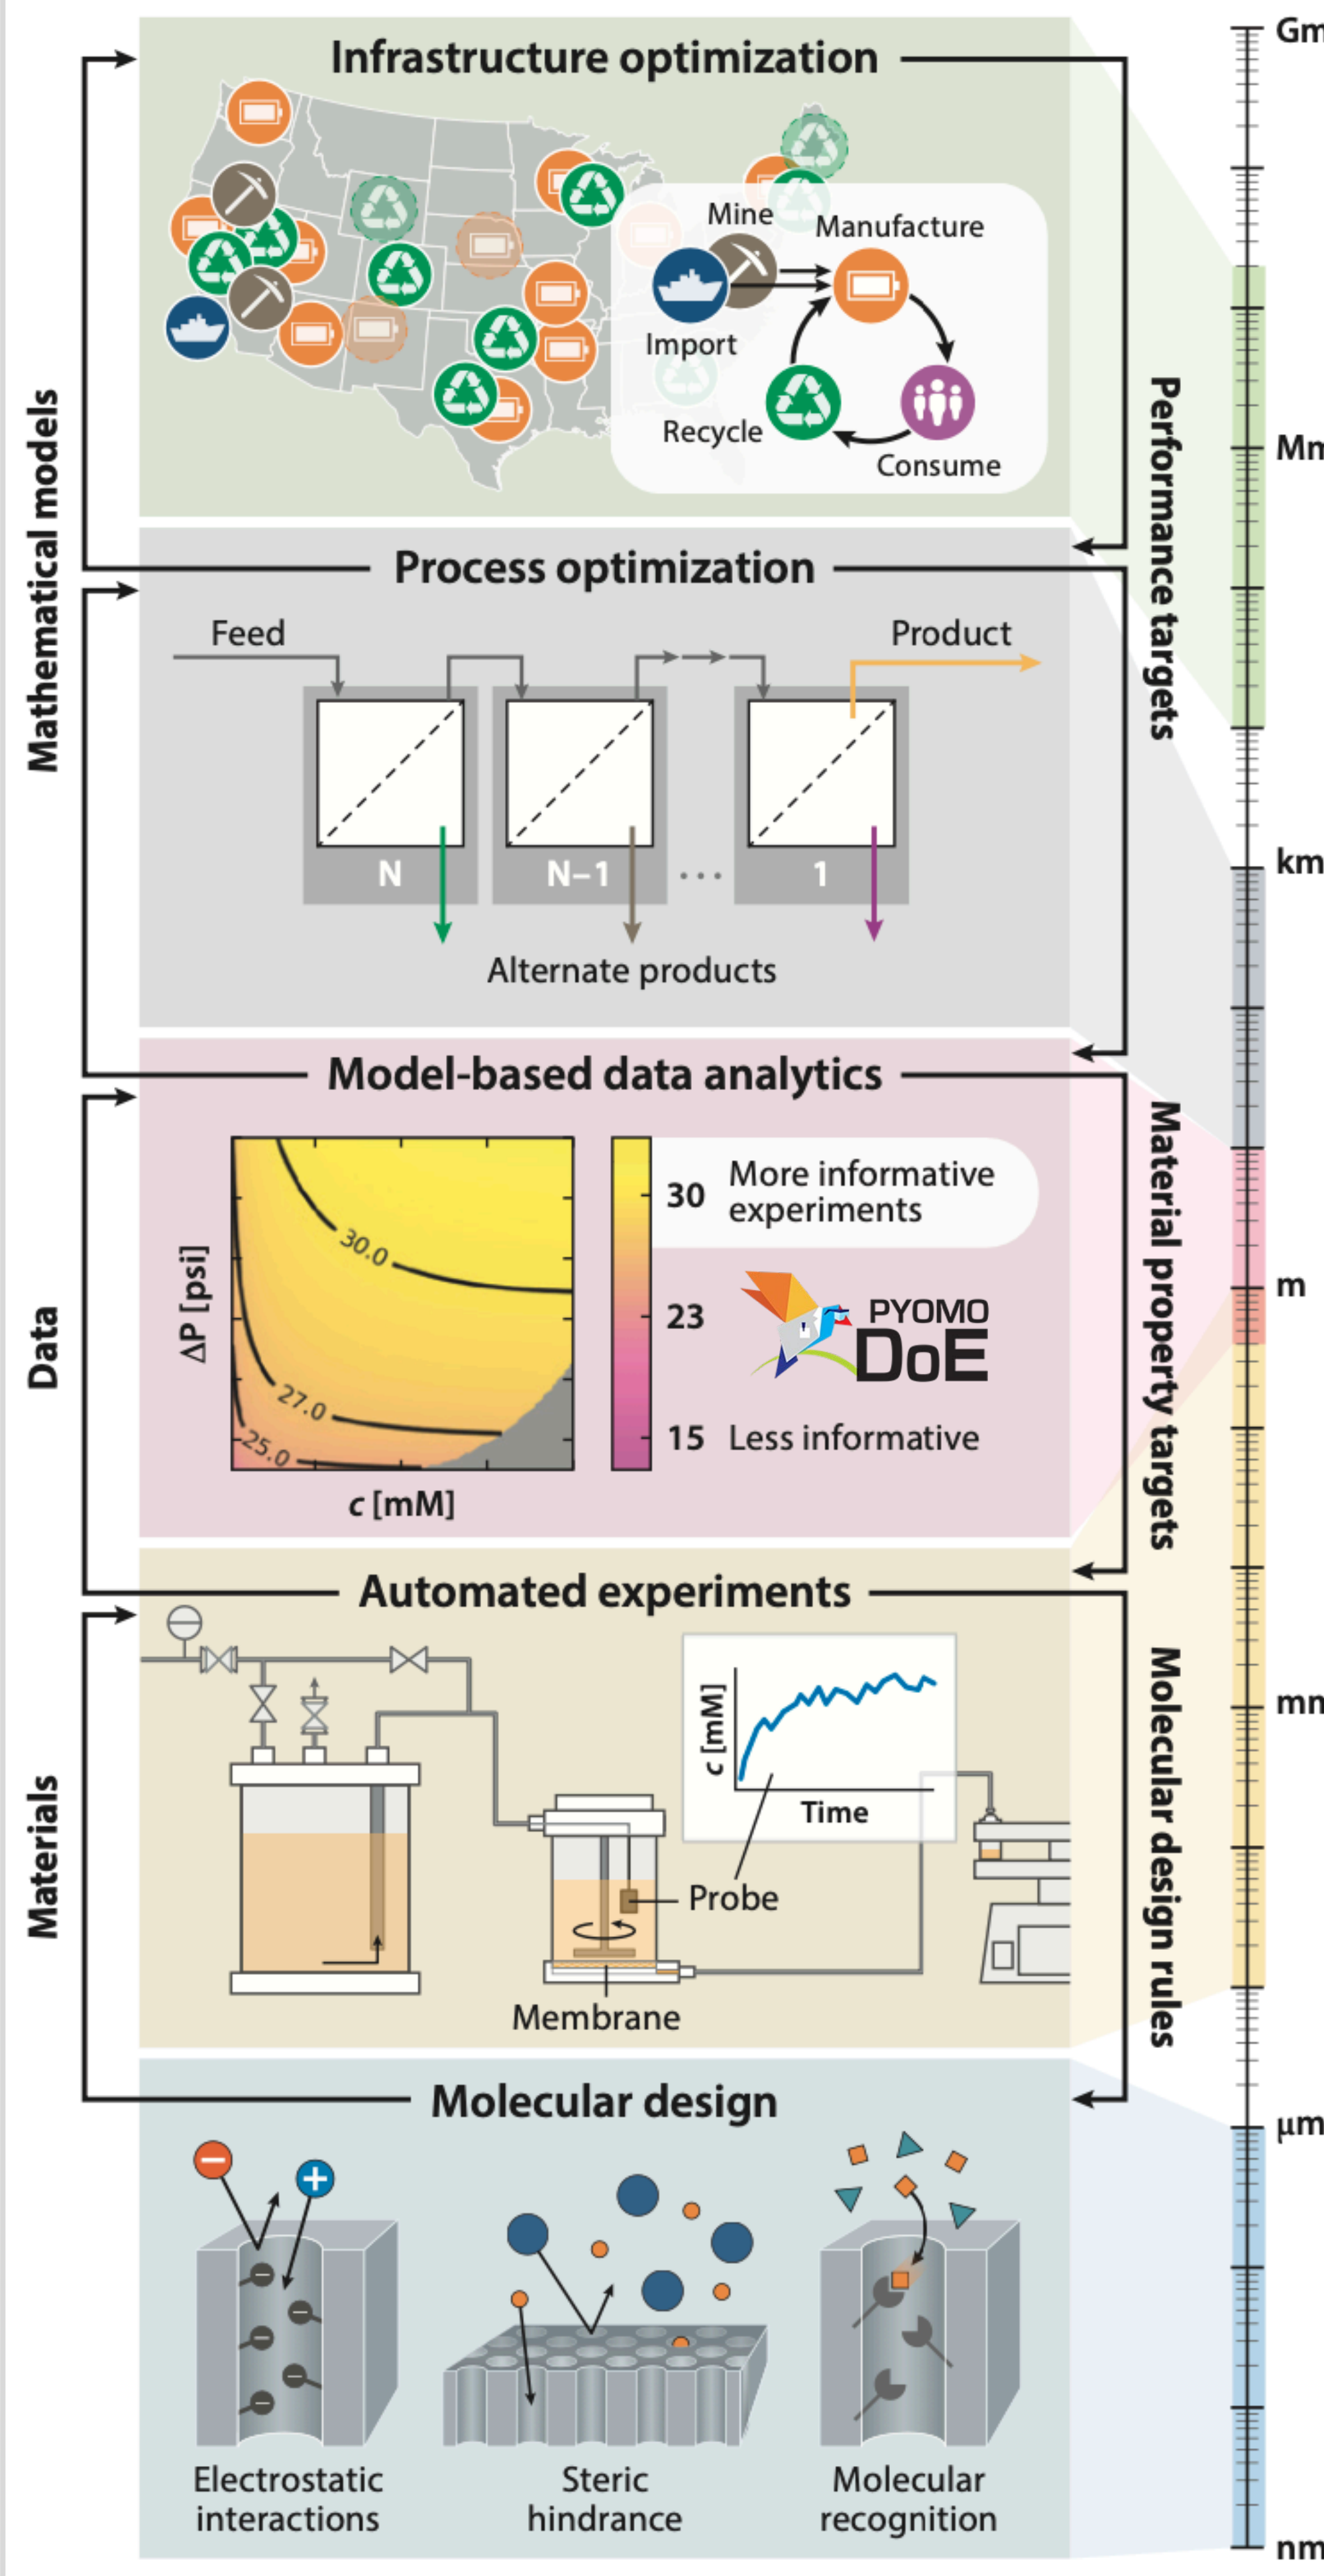 Infrastructure optimization
Mine
Manufacture
Import
Recycle
Consume
Process optimization
Feed
Product
N
N–1
...
1
Alternate products
Model-based data analytics
ΔP [psi]
30.0
27.0
25.0
c [mM]
30
23
15
More informative
experiments
PYOMO
DoE
Less informative
Automated experiments
c [mM]
Time
Probe
Membrane
Molecular design
−
+
Electrostatic
interactions
Steric
hindrance
Molecular
recognition
Mathematical models
Data
Materials
Performance targets
Material property targets
Molecular design rules
Gm
Mm
km
m
mm
μm
nm